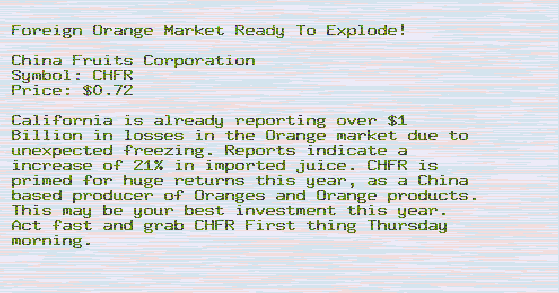 Foreign Orange Market Ready To Explode!
China Fruits Corporation
Symbol: CHFR
Price: $0.72
California is already reporting over $1
Billion in losses in the Orange market due to
unexpected freezing. Reports indicate a
increase of 21% in imported juice. CHFR is
primed for huge returns this year, as a China
based producer of Oranges and Orange products.
This may be your best investment this year.
Act fast and grab CHFR First thing Thursday
morning.